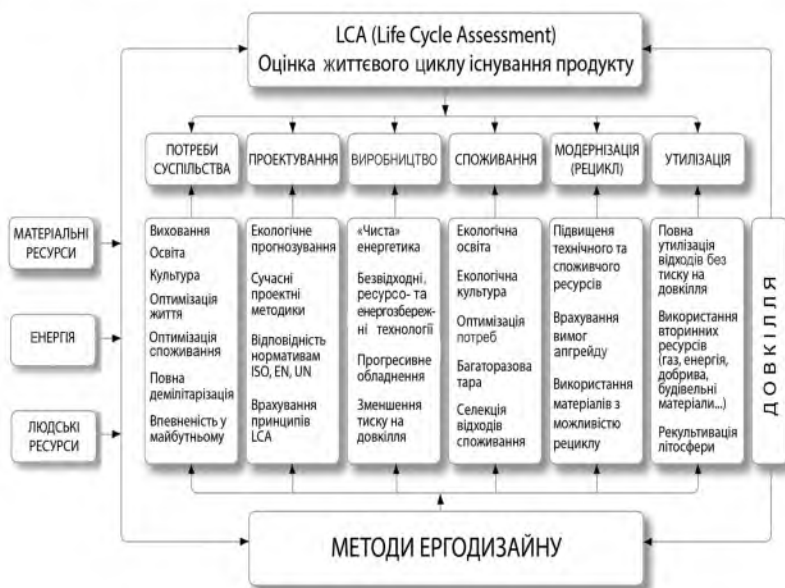 LCA (Life Cycle Assessment)
Оцінка життєвого циклу існування продукту
ПОТРЕБИ
СУСПІЛЬСТВА
ПРОЕКТУВАННЯ
ВИРОБНИЦТВО
СПОЖИВАННЯ
МОДЕРНІЗАЦІЯ
(РЕЦИКЛ)
УТИЛІЗАЦІЯ
МАТЕРІАЛЬНІ
РЕСУРСИ
ЕНЕРГІЯ
ЛЮДСЬКІ
РЕСУРСИ
Виховання
Освіта
Культура
Оптимізація
життя
Оптимізація
споживання
Повна
демілітарізація
Впевненість у
майбутньому
Екологічне
прогнозування
Сучасні
проектні
методики
Відповідність
нормативам
ISO, EN, UN
Врахування
принципів
LCA
«Чиста»
енергетика
Безвідходні,
ресурсо- та
енергозбереж-
ні технології
Прогресивне
обладнення
Зменшення
тиску на
довкілля
Екологічна
освіта
Екологічна
культура
Оптимізація
потреб
Багаторазова
тара
Селекція
відходів
споживання
Підвищеня
технічного та
споживчого
ресурсів
Врахування
вимог
апгрейду
Використання
матеріалів з
можливістю
рециклу
Повна
утилізація
відходів без
тиску на
довкілля
Використання
вторинних
ресурсів
(газ, енергія,
добрива,
будівельні
матеріали...)
Рекультивація
літосфери
ДОВКІЛЛЯ
МЕТОДИ ЕРГОДИЗАЙНУ